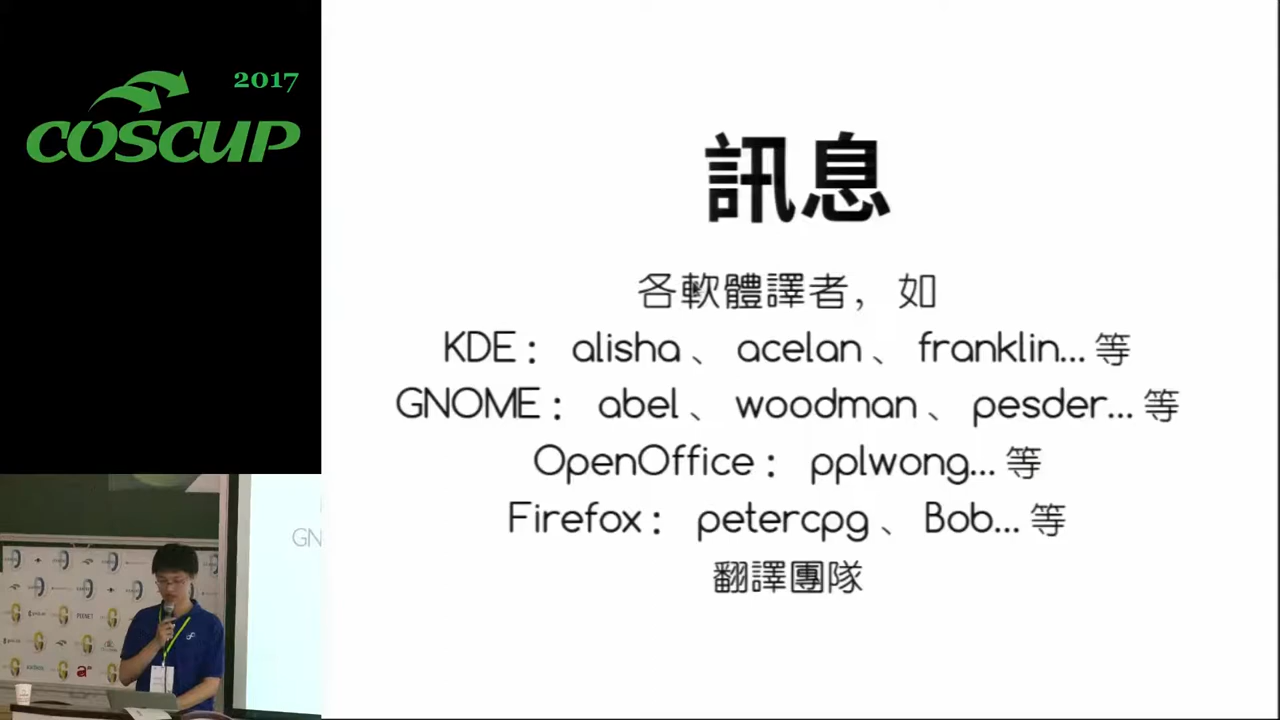 2017
COSCUP
訊息
各軟體譯者，如
KDE： alisha、acelan、franklin...等
GNOME： abel、woodman、pesder...等
OpenOffice： pplwong...等
Firefox： petercpg、Bob...等
翻譯團隊
GN